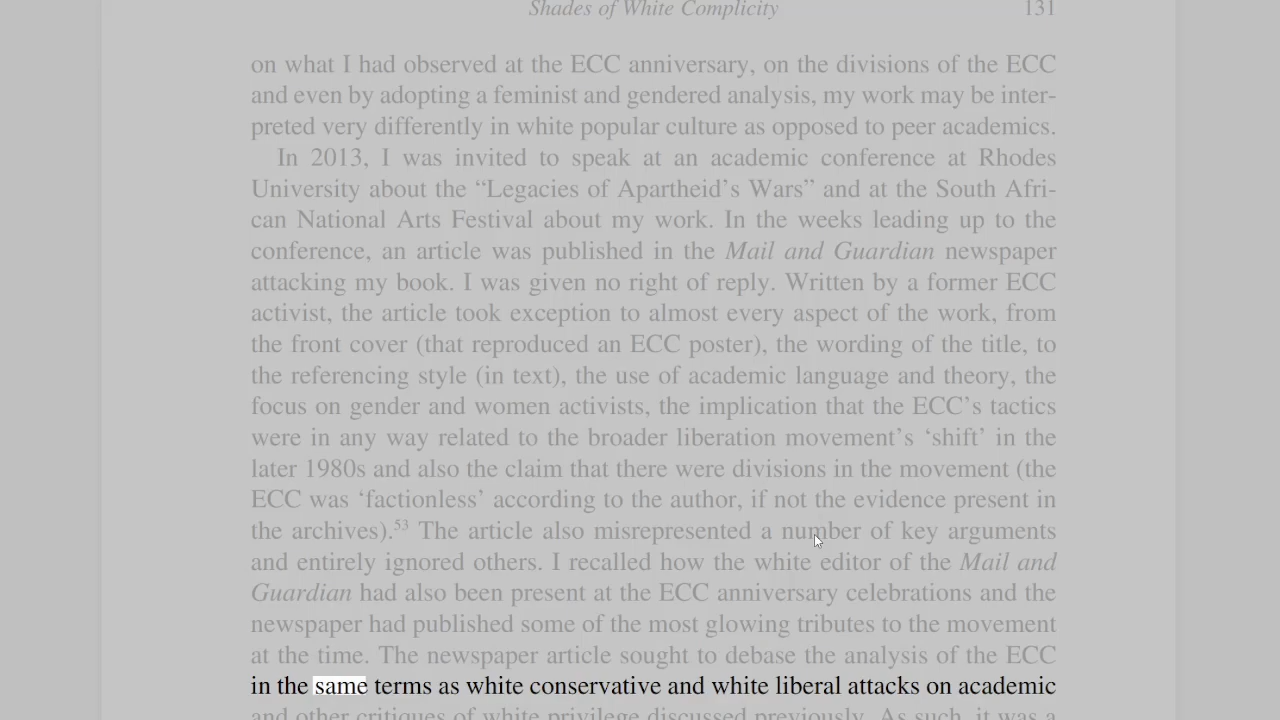 Shades of White Complicity 131
on what I had observed at the ECC anniversary, on the divisions of the ECC
and even by adopting a feminist and gendered analysis, my work may be inter-
preted very differently in white popular culture as opposed to peer academics.
In 2013, I was invited to speak at an academic conference at Rhodes
University about the “Legacies of Apartheid’s Wars” and at the South Afri-
can National Arts Festival about my work. In the weeks leading up to the
conference, an article was published in the Mail and Guardian newspaper
attacking my book. I was given no right of reply. Written by a former ECC
activist, the article took exception to almost every aspect of the work, from
the front cover (that reproduced an ECC poster), the wording of the title, to
the referencing style (in text), the use of academic language and theory, the
focus on gender and women activists, the implication that the ECC’s tactics
were in any way related to the broader liberation movement’s ‘shift’ in the
later 1980s and also the claim that there were divisions in the movement (the
ECC was ‘factionless’ according to the author, if not the evidence present in
the archives).53 The article also misrepresented a number of key arguments
and entirely ignored others. I recalled how the white editor of the Mail and
Guardian had also been present at the ECC anniversary celebrations and the
newspaper had published some of the most glowing tributes to the movement
at the time. The newspaper article sought to debase the analysis of the ECC
in the same terms as white conservative and white liberal attacks on academic
and other critiques of white privilege discussed previously. As such, it was a